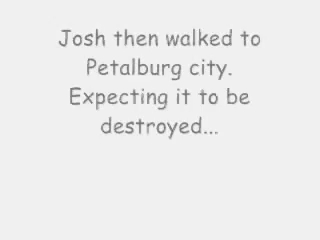 Josh then walked to
Petalburg city.
Expecting it to be
destroyed...